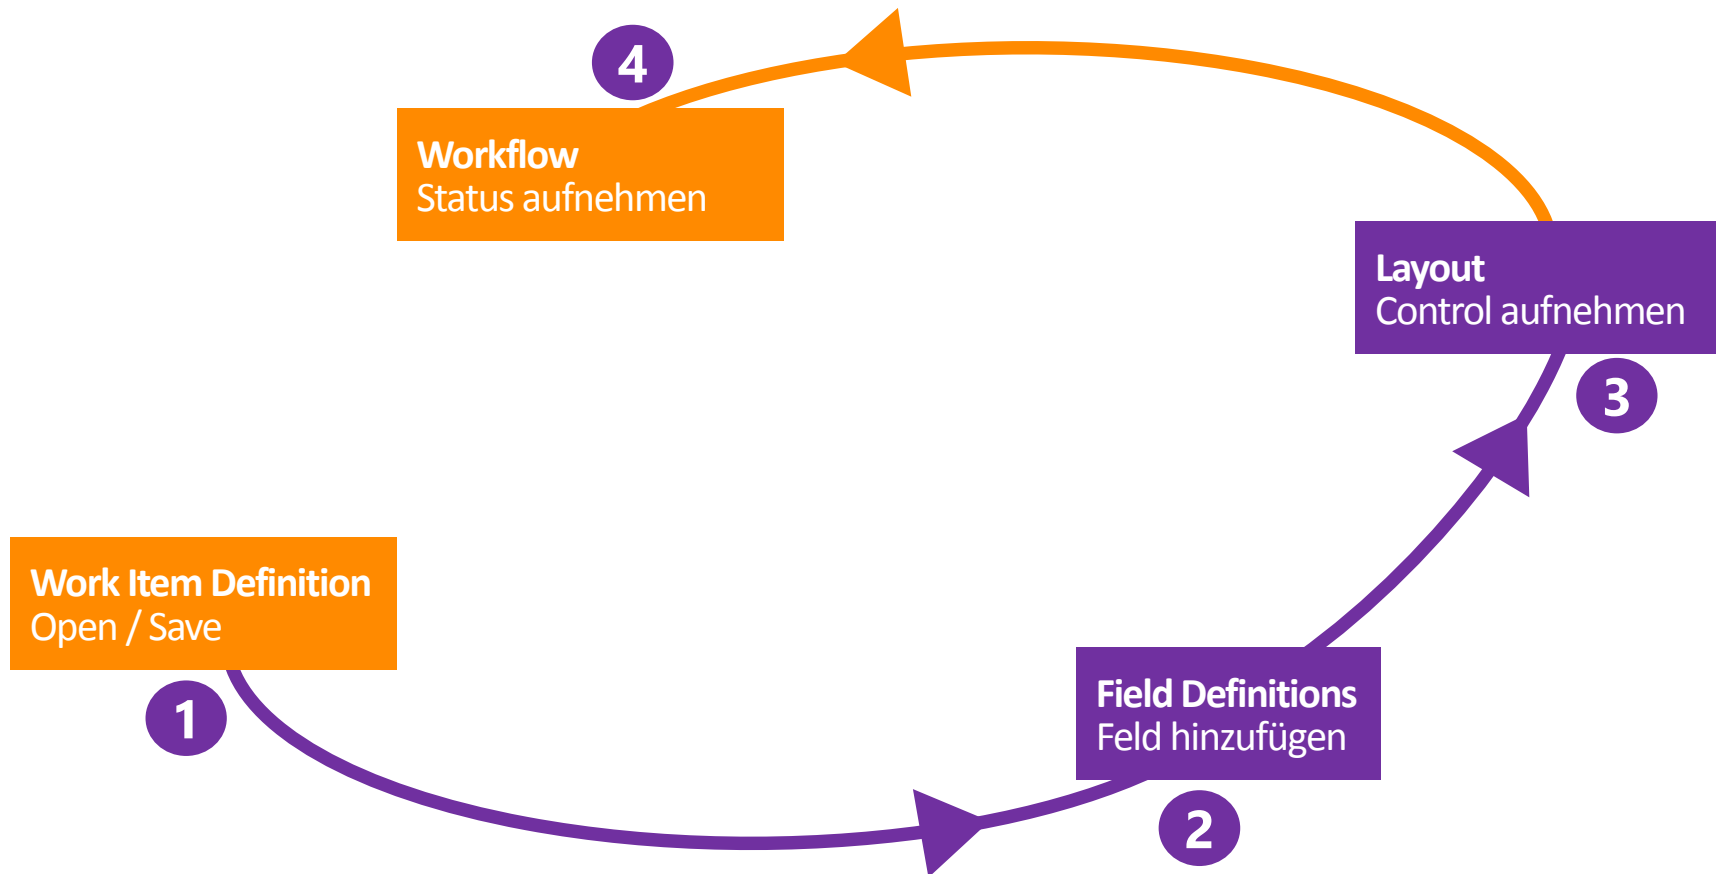 4
Workflow
Status aufnehmen
Layout
Control aufnehmen
3
Work Item Definition
Open / Save
1
Field Definitions
Feld hinzufügen
2